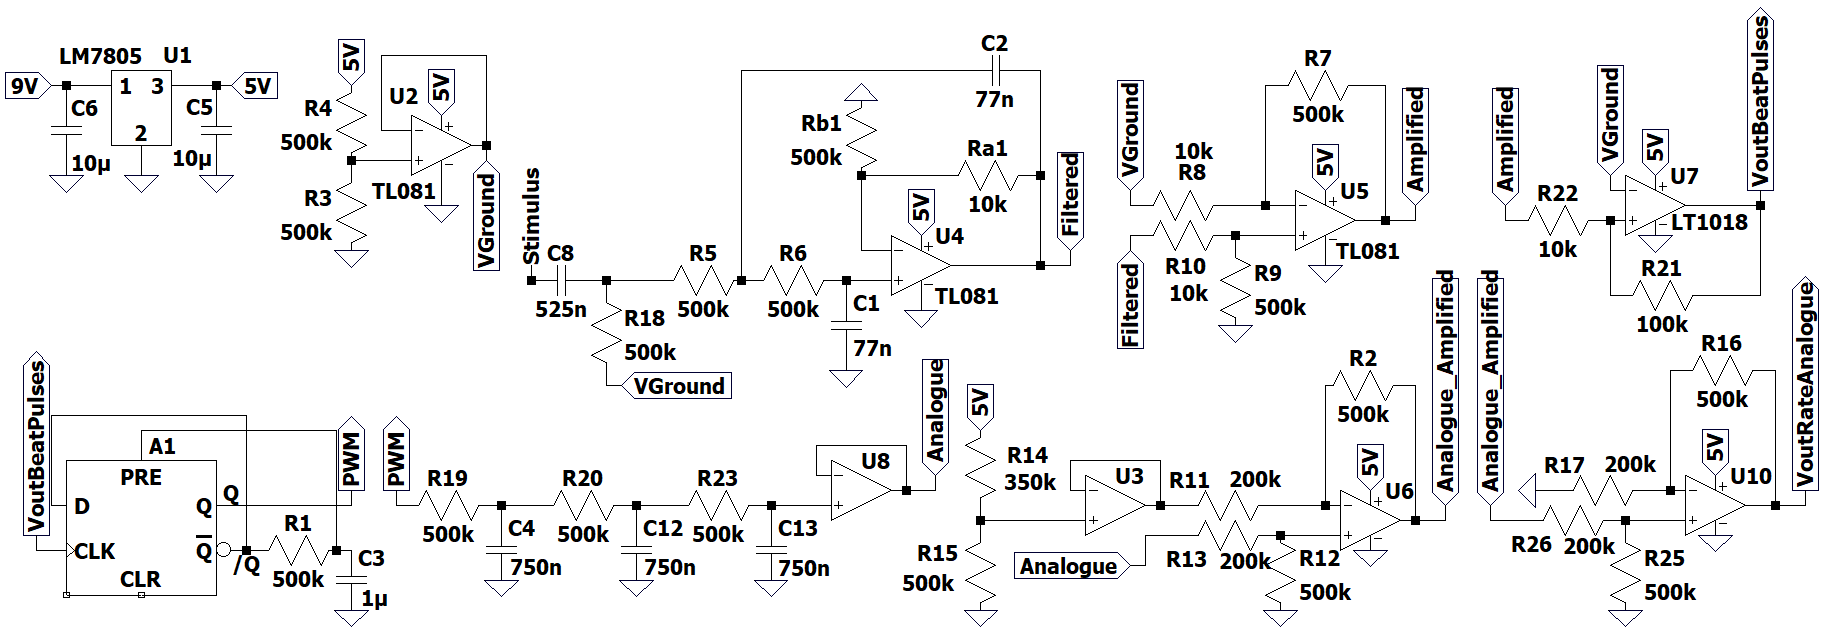 LM7805 U1
9V
1 3
5V
C6
C5
2
10µ
10µ
5V
R4
500k
U2
5V
TL081
R3
500k
VGround
Stimulus
C8
525n
R18
500k
VGround
R5
500k
R6
500k
C1
77n
C2
77n
Rb1
500k
Ra1
10k
5V
U4
TL081
Filtered
VGround
10k
R8
R10
10k
Filtered
R7
500k
5V
U5
TL081
R9
500k
Amplified
Amplified
R22
10k
VGround
5V
U7
LT1018
R21
100k
VoutBeatPulses
VoutBeatPulses
A1
PRE
D
Q
Q
CLK
Q
/Q
CLR
R1
500k
C3
1µ
PWM
PWM
R19
500k
C4
750n
R20
500k
C12
750n
R23
500k
C13
750n
U8
Analogue
5V
R14
350k
R15
500k
U3
Analogue
R11 200k
R13 200k
R12
500k
R2
500k
5V
U6
Analogue_Amplified
Analogue_Amplified
R17 200k
R26 200k
R16
500k
5V
U10
R25
500k
VoutRateAnalogue